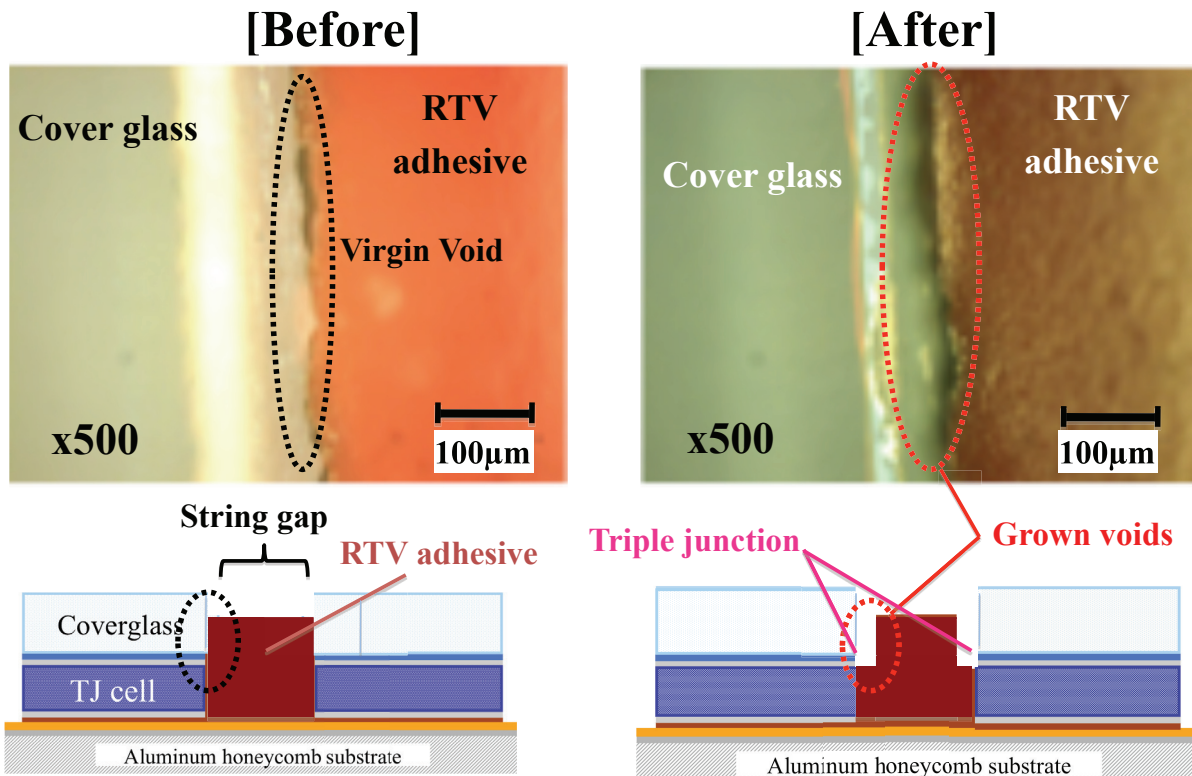 [Before]
Cover glass
RTV
adhesive
Virgin Void
x500
100μm
String gap
RTV adhesive
Coverglass
TJ cell
Aluminum honeycomb substrate
[After]
Cover glass
RTV
adhesive
x500
100μm
Triple junction
Grown voids
Aluminum honeycomb substrate